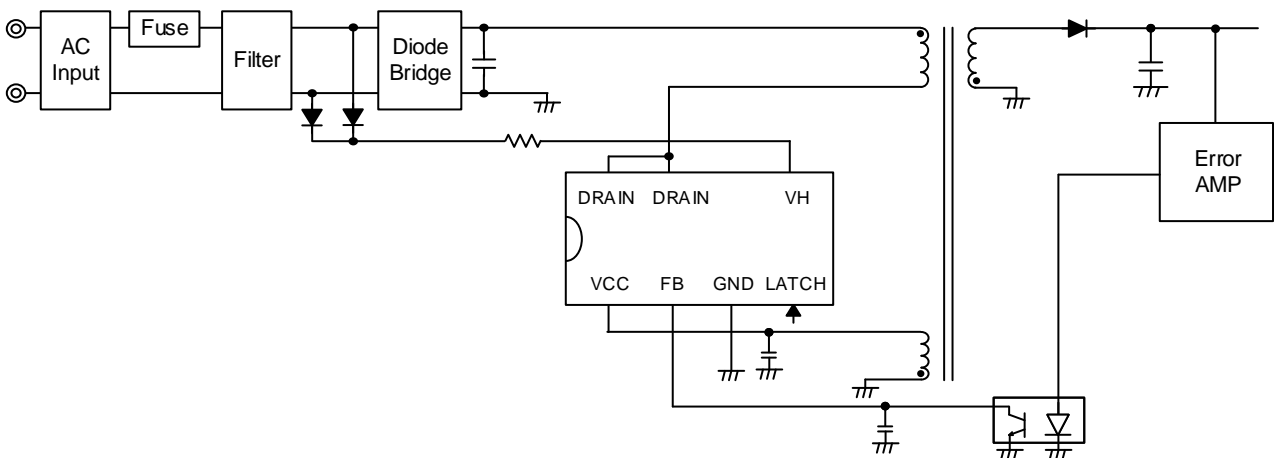 AC
Input
Fuse
Filter
Diode
Bridge
Error
AMP
DRAIN DRAIN VH
VCC FB GND LATCH